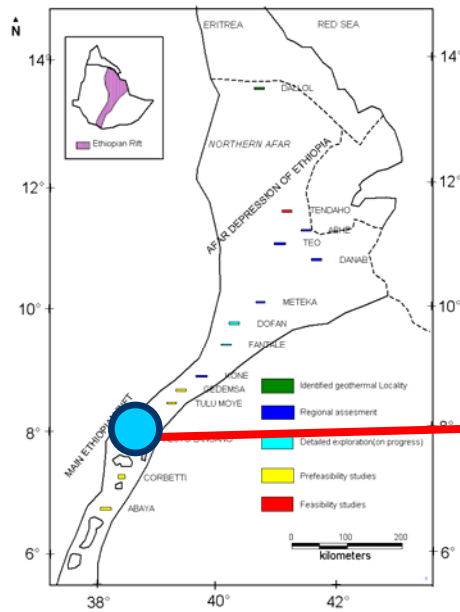 N
ERITREA
RED SEA
14°
14°
DALLOL
Ethiopian Rift
NORTHERN AFAR
AFAR DEPRESSION OF ETHIOPIA
12°
12°
TENDAHO
ABHE
TEO
DANAB
10°
10°
METEKA
DOFAN
FANTALE
KONE
GEDEMSA
TULU MOYE
MAIN ETHIOPIAN RIFT
8°
8°
CORBETTI
ABAYA
Identified geothermal Locality
Regional assesment
Detailed exploration(on progress)
Prefeasibility studies
Feasibility studies
0 100 200
kilometers
6°
6°
38°
40°
42°